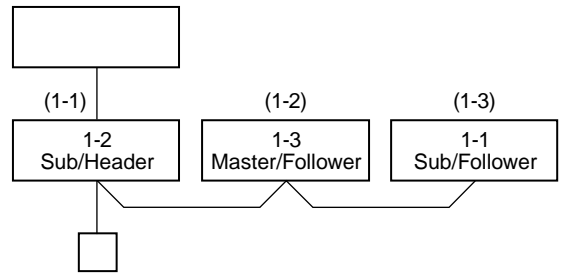 (1-1) (1-2) (1-3)
1-2
Sub/Header
1-3
Master/Follower
1-1
Sub/Follower